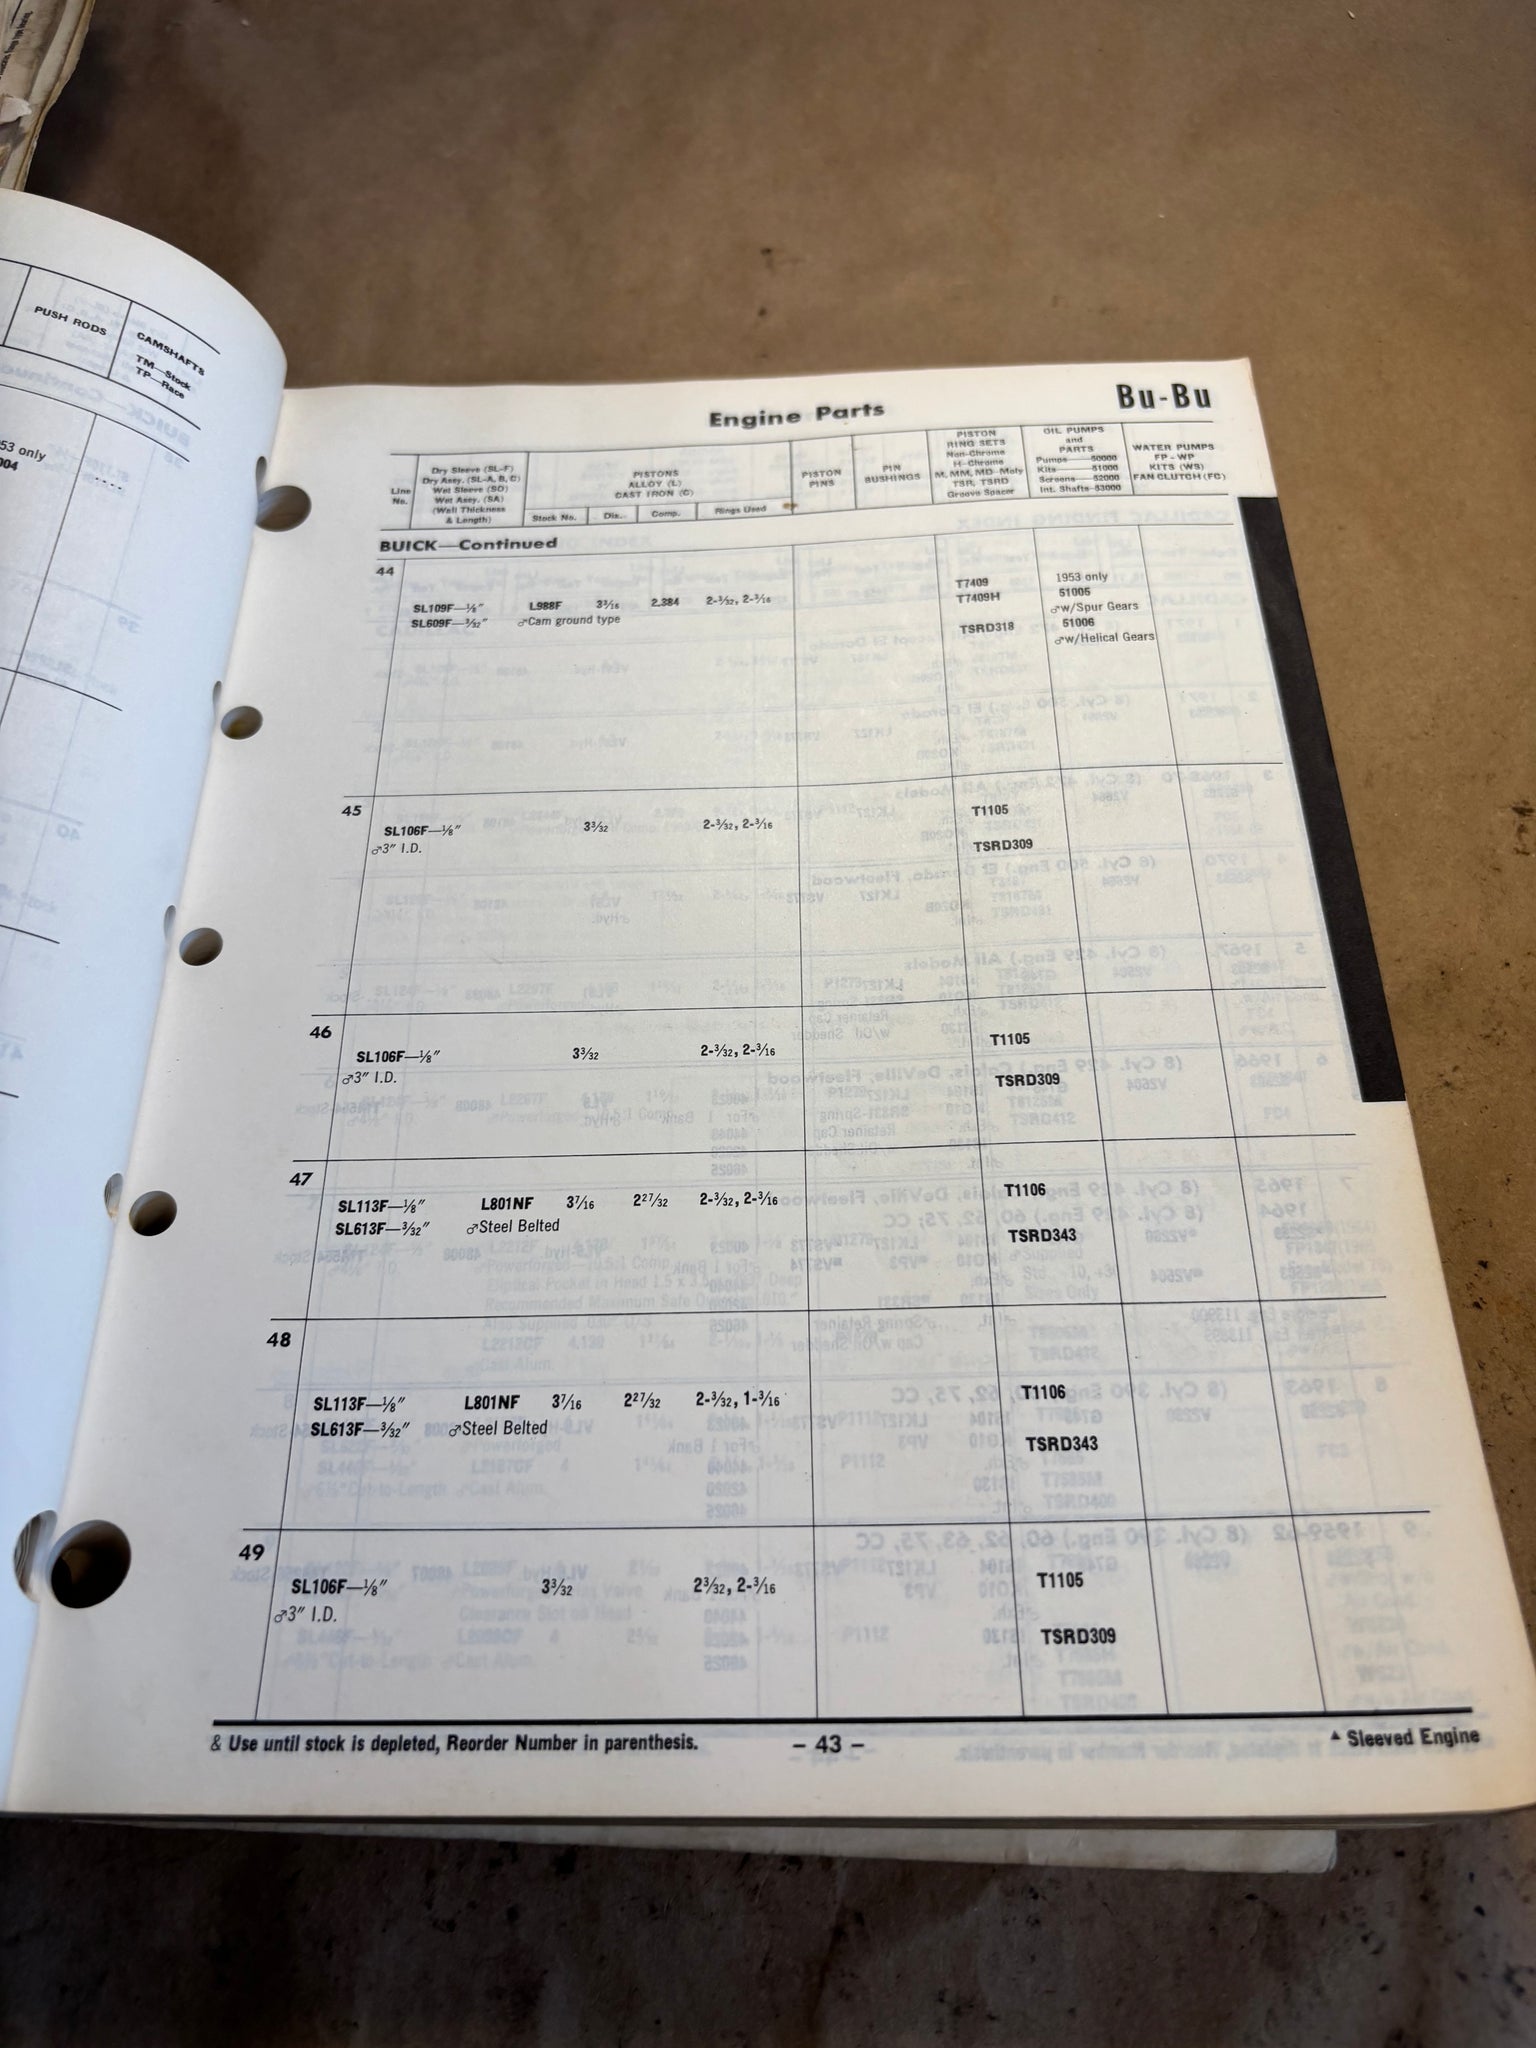 PUSH RODS
CAMSHAFTS
TM—Stock
TP—Race
53 only
004
Engine Parts
Bu-Bu
Line
No.
Dry Sleeve (SL-F)
Dry Assy. (SL-A, B, C)
Wet Sleeve (SD)
Wet Assy. (SA)
(Wall Thickness
& Length)
PISTONS
ALLOY (L)
CAST IRON (C)
Stock No.
Dia.
Comp.
Rings Used
PISTON
PINS
PIN
BUSHINGS
PISTON
RING SETS
Non-Chrome
H-Chrome
M, MM, MD-Moly
TSR, TSRD
Groove Spacer
OIL PUMPS
and
PARTS
Pumps——50000
Kits——51000
Screens——52000
Int. Shafts-53000
WATER PUMPS
FP - WP
KITS (WS)
FAN CLUTCH (FC)
BUICK—Continued
44
T7409 1953 only
SL109F—⅛″ L988F 3³⁄₁₆ 2.384 2-³⁄₃₂, 2-³⁄₁₆ T7409H 51005
SL609F—³⁄₃₂″ ♂Cam ground type ♂w/Spur Gears
TSRD318 51006
♂w/Helical Gears
45
SL106F—⅛″ 3³⁄₃₂ 2-³⁄₃₂, 2-³⁄₁₆ T1105
♂3″ I.D. TSRD309
46
SL106F—⅛″ 3³⁄₃₂ 2-³⁄₃₂, 2-³⁄₁₆ T1105
♂3″ I.D. TSRD309
47
SL113F—⅛″ L801NF 3⁷⁄₁₆ 2²⁷⁄₃₂ 2-³⁄₃₂, 2-³⁄₁₆ T1106
SL613F—³⁄₃₂″ ♂Steel Belted TSRD343
48
SL113F—⅛″ L801NF 3⁷⁄₁₆ 2²⁷⁄₃₂ 2-³⁄₃₂, 1-³⁄₁₆ T1106
SL613F—³⁄₃₂″ ♂Steel Belted TSRD343
49
SL106F—⅛″ 3³⁄₃₂ 2³⁄₃₂, 2-³⁄₁₆ T1105
♂3″ I.D. TSRD309
& Use until stock is depleted, Reorder Number in parenthesis.
– 43 –
▲ Sleeved Engine